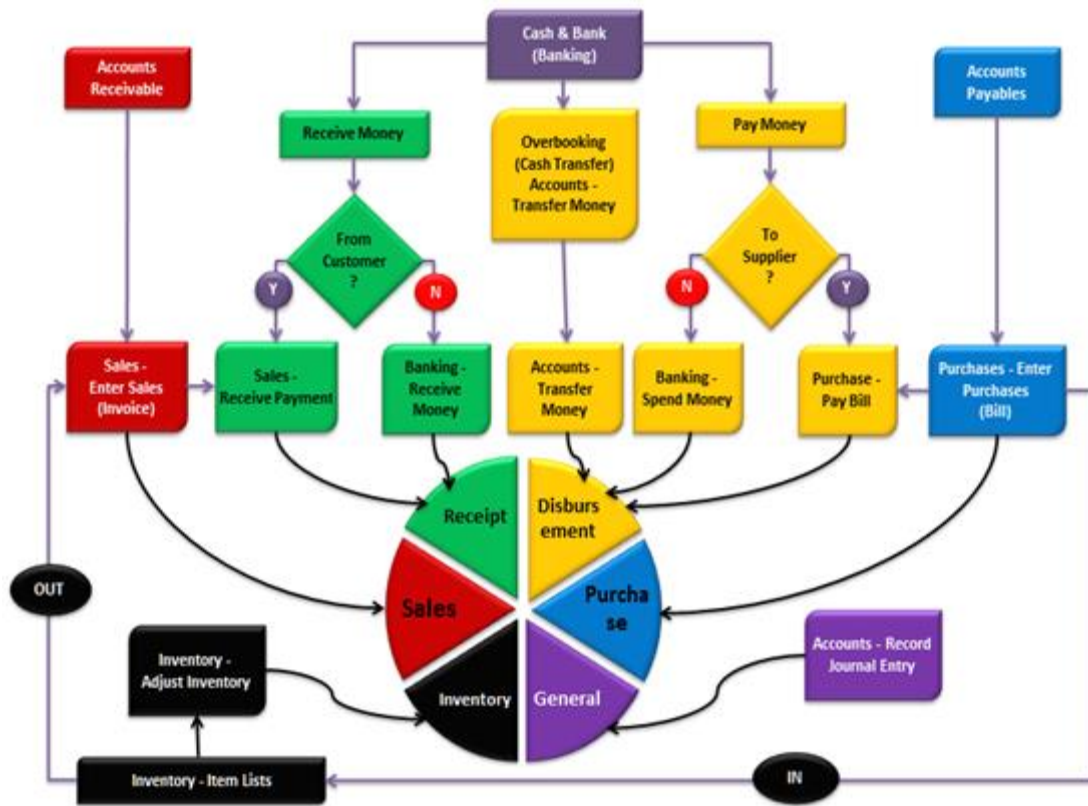 Cash & Bank
(Banking)
Accounts
Receivable
Accounts
Payables
Receive Money
Overbooking
(Cash Transfer)
Accounts -
Transfer Money
Pay Money
From
Customer
?
To
Supplier
?
Y
N
N
Y
Sales -
Enter Sales
(Invoice)
Sales -
Receive Payment
Banking -
Receive
Money
Accounts -
Transfer
Money
Banking -
Spend Money
Purchase -
Pay Bill
Purchases - Enter
Purchases
(Bill)
Receipt
Disburs
ement
OUT
Sales
Purcha
se
Inventory -
Adjust Inventory
Accounts - Record
Journal Entry
Inventory
General
Inventory - Item Lists
IN